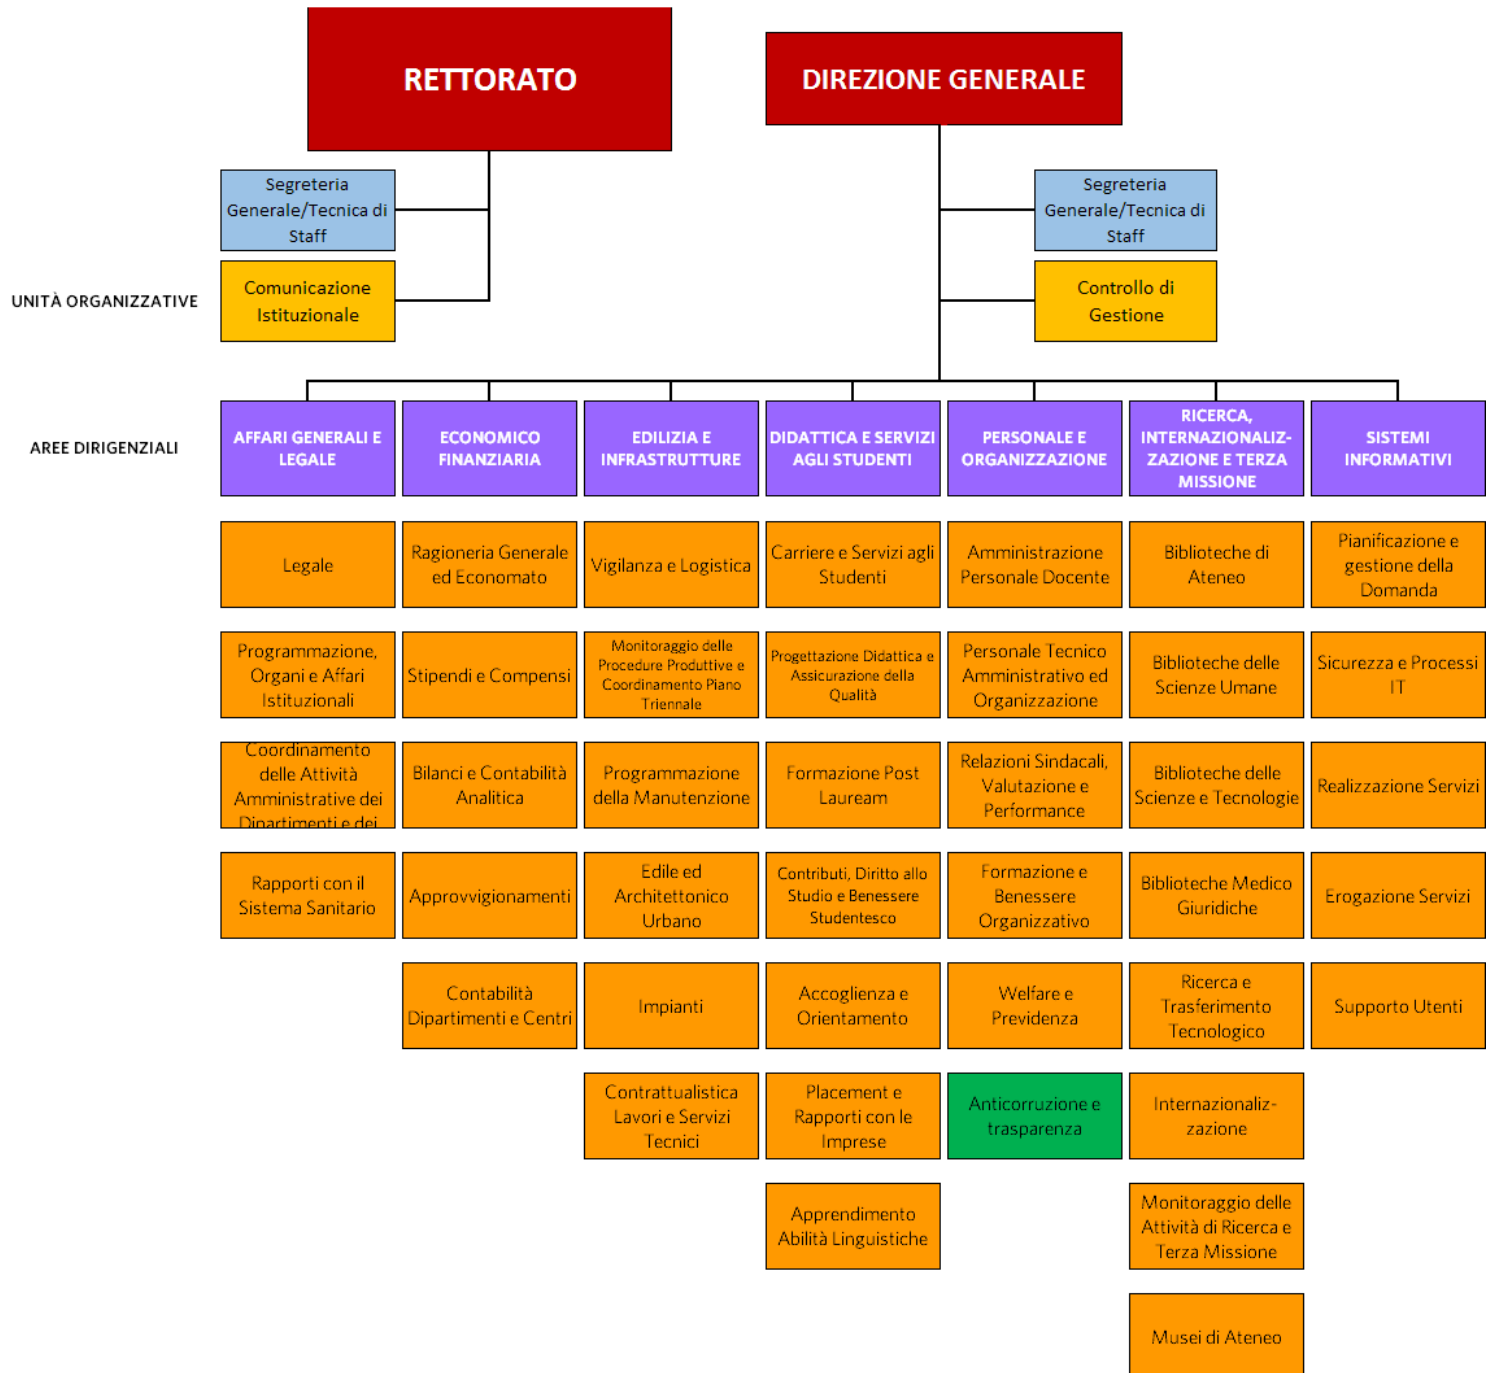 RETTORATO
DIREZIONE GENERALE
Segreteria
Generale/Tecnica di
Staff
Segreteria
Generale/Tecnica di
Staff
UNITÀ ORGANIZZATIVE
Comunicazione
Istituzionale
Controllo di
Gestione
AREE DIRIGENZIALI
AFFARI GENERALI E
LEGALE
ECONOMICO
FINANZIARIA
EDILIZIA E
INFRASTRUTTURE
DIDATTICA E SERVIZI
AGLI STUDENTI
PERSONALE E
ORGANIZZAZIONE
RICERCA,
INTERNAZIONALIZ-
ZAZIONE E TERZA
MISSIONE
SISTEMI
INFORMATIVI
Legale
Ragioneria Generale
ed Economato
Vigilanza e Logistica
Carriere e Servizi agli
Studenti
Amministrazione
Personale Docente
Biblioteche di
Ateneo
Pianificazione e
gestione della
Domanda
Programmazione,
Organi e Affari
Istituzionali
Stipendi e Compensi
Monitoraggio delle
Procedure Produttive e
Coordinamento Piano
Triennale
Progettazione Didattica e
Assicurazione della
Qualità
Personale Tecnico
Amministrativo ed
Organizzazione
Biblioteche delle
Scienze Umane
Sicurezza e Processi
IT
Coordinamento
delle Attività
Amministrative dei
Dipartimenti e dei
Bilanci e Contabilità
Analitica
Programmazione
della Manutenzione
Formazione Post
Lauream
Relazioni Sindacali,
Valutazione e
Performance
Biblioteche delle
Scienze e Tecnologie
Realizzazione Servizi
Rapporti con il
Sistema Sanitario
Approvvigionamenti
Edile ed
Architettonico
Urbano
Contributi, Diritto allo
Studio e Benessere
Studentesco
Formazione e
Benessere
Organizzativo
Biblioteche Medico
Giuridiche
Erogazione Servizi
Contabilità
Dipartimenti e Centri
Impianti
Accoglienza e
Orientamento
Welfare e
Previdenza
Ricerca e
Trasferimento
Tecnologico
Supporto Utenti
Contrattualistica
Lavori e Servizi
Tecnici
Placement e
Rapporti con le
Imprese
Anticorruzione e
trasparenza
Internazionaliz-
zazione
Apprendimento
Abilità Linguistiche
Monitoraggio delle
Attività di Ricerca e
Terza Missione
Musei di Ateneo